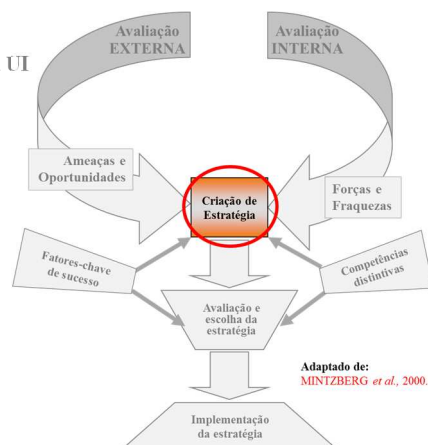 Avaliação
EXTERNA
Avaliação
INTERNA
UI
Ameaças e
Oportunidades
Criação de
Estratégia
Forças e
Fraquezas
Fatores-chave
de sucesso
Competências
distintivas
Avaliação e
escolha da
estratégia
Adaptado de:
MINTZBERG et al., 2000.
Implementação
da estratégia